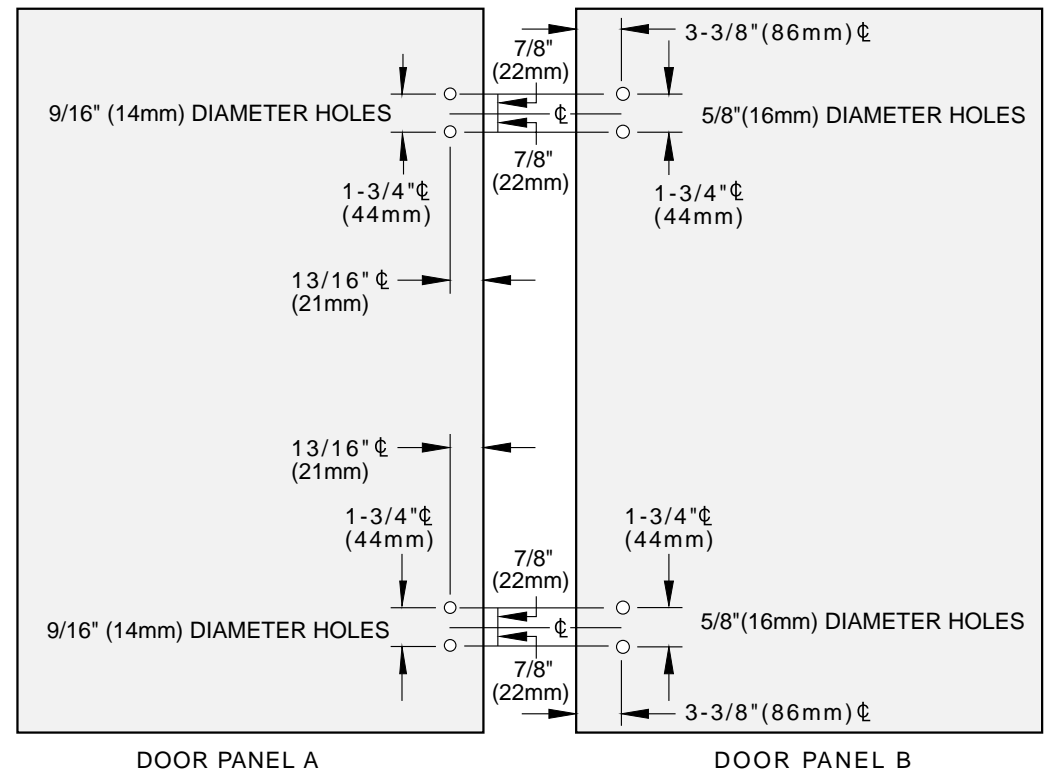 3-3/8"(86mm) ℄
7/8"
(22mm)
9/16" (14mm) DIAMETER HOLES
℄
5/8"(16mm) DIAMETER HOLES
7/8"
(22mm)
1-3/4"℄
(44mm)
1-3/4"℄
(44mm)
13/16" ℄
(21mm)
13/16" ℄
(21mm)
1-3/4"℄
(44mm)
1-3/4"℄
(44mm)
7/8"
(22mm)
9/16" (14mm) DIAMETER HOLES
℄
5/8"(16mm) DIAMETER HOLES
7/8"
(22mm)
3-3/8"(86mm) ℄
DOOR PANEL A
DOOR PANEL B